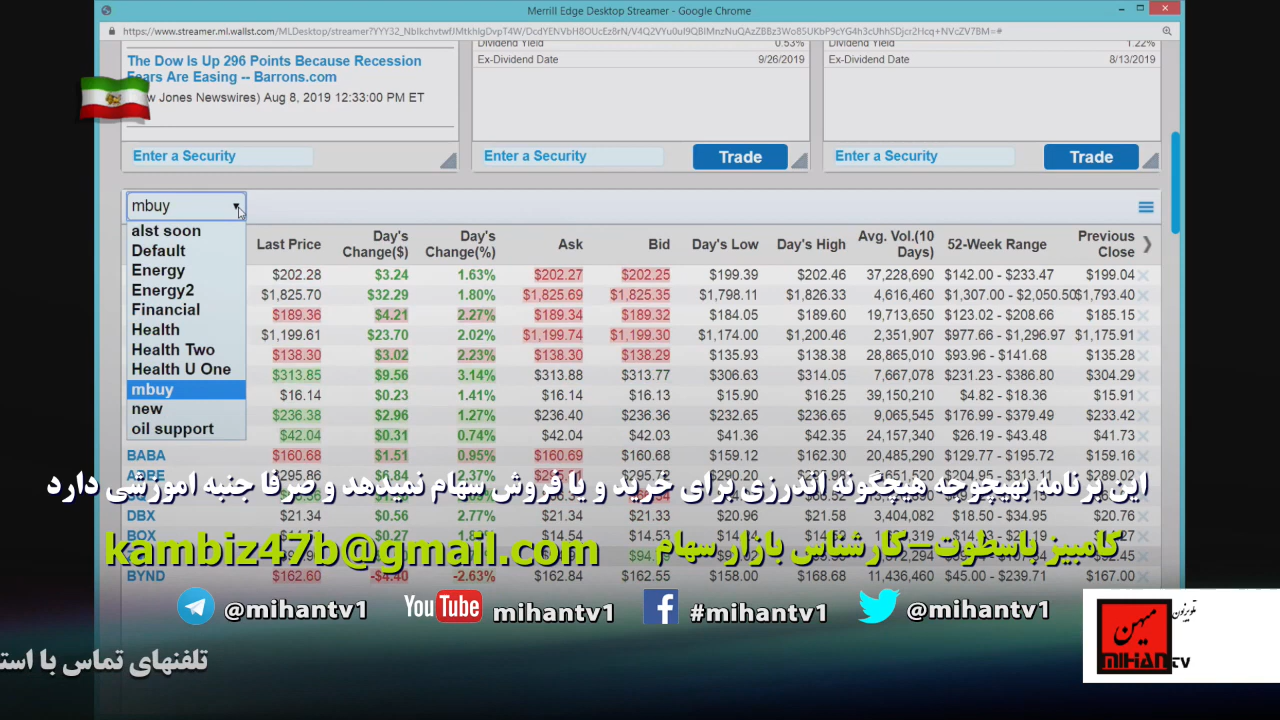 Merrill Edge Desktop Streamer - Google Chrome
Dividend Yield 0.53% Dividend Yield 1.22%
The Dow Is Up 296 Points Because Recession
Fears Are Easing -- Barrons.com
Ex-Dividend Date 9/26/2019 Ex-Dividend Date 8/13/2019
Jones Newswires) Aug 8, 2019 12:33:00 PM ET
Enter a Security Enter a Security Trade Enter a Security Trade
mbuy
alst soon
Default
Energy
Energy2
Financial
Health
Health Two
Health U One
mbuy
new
oil support
Last Price Day's Change($) Day's Change(%) Ask Bid Day's Low Day's High Avg. Vol.(10 Days) 52-Week Range Previous Close
$202.28 $3.24 1.63% $202.27 $202.25 $199.39 $202.46 37,228,690 $142.00 - $233.47 $199.04
$1,825.70 $32.29 1.80% $1,825.69 $1,825.35 $1,798.11 $1,826.33 4,616,460 $1,307.00 - $2,050.50 $1,793.40
$189.36 $4.21 2.27% $189.34 $189.32 $184.05 $189.60 19,713,650 $123.02 - $208.66 $185.15
$1,199.61 $23.70 2.02% $1,199.74 $1,199.30 $1,174.00 $1,200.00 2,351,907 $977.66 - $1,296.97 $1,175.91
$138.30 $3.02 2.23% $138.30 $138.29 $135.93 $138.38 28,865,010 $93.96 - $141.68 $135.28
$313.85 $9.56 3.14% $313.88 $313.77 $306.63 $314.05 7,667,078 $231.23 - $386.80 $304.29
$16.14 $0.23 1.41% $16.14 $16.13 $15.90 $16.25 39,150,210 $4.82 - $18.36 $15.91
$236.38 $2.96 1.27% $236.40 $236.36 $232.65 $236.65 9,065,545 $176.99 - $379.49 $233.42
$42.04 $0.31 0.74% $42.04 $42.03 $41.36 $42.35 24,157,340 $26.19 - $43.48 $41.73
BABA $160.68 $1.51 0.95% $160.69 $160.68 $159.12 $162.30 20,485,290 $129.77 - $195.72 $159.16
این برنامه بهیچوجه هیچگونه اندرزی برای خرید و یا فروش سهام نمیدهد و صرفا جنبه اموزشی دارد
DBX $21.34 $0.56 2.77% $21.34 $21.33 $20.96 $21.58 3,404,082 $18.50 - $34.95 $20.76
BOX
kambiz47b@gmail.com کامبیز باسطوت - کارشناس بازار سهام
BYND $162.60 -$4.40 -2.63% $162.84 $162.55 $158.00 $168.68 11,436,460 $45.00 - $239.71 $167.00
@mihantv1 YouTube mihantv1 #mihantv1 @mihantv1
تلویزیون
میهن
MIHAN TV
تلفنهای تماس با